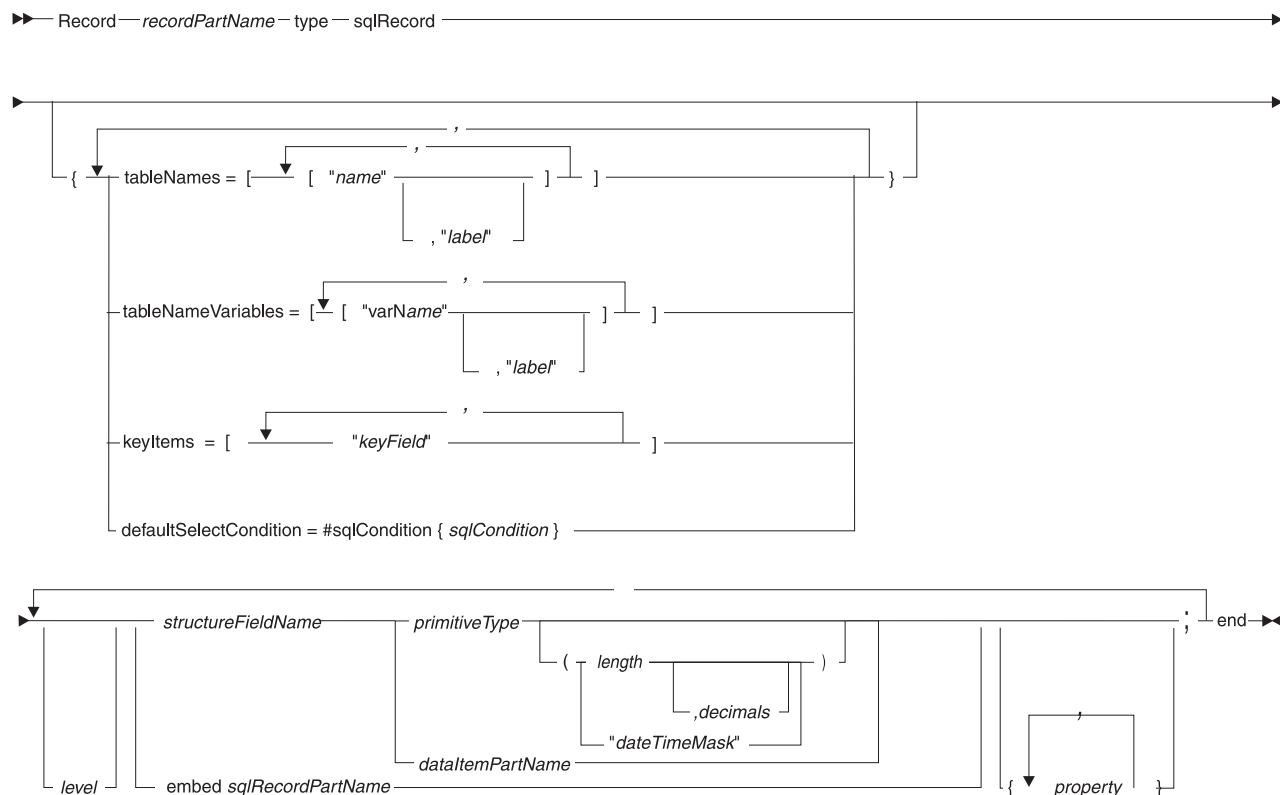 Record recordPartName type sqlRecord
,
,
{ tableNames = [ [ "name" ] ] }
, "label"
,
tableNameVariables = [ [ "varName" ] ]
, "label"
,
keyItems = [ "keyField" ]
defaultSelectCondition = #sqlCondition { sqlCondition }
structureFieldName primitiveType ; end
( length )
,decimals
"dateTimeMask"
,
dataItemPartName
level embed sqlRecordPartName { property }